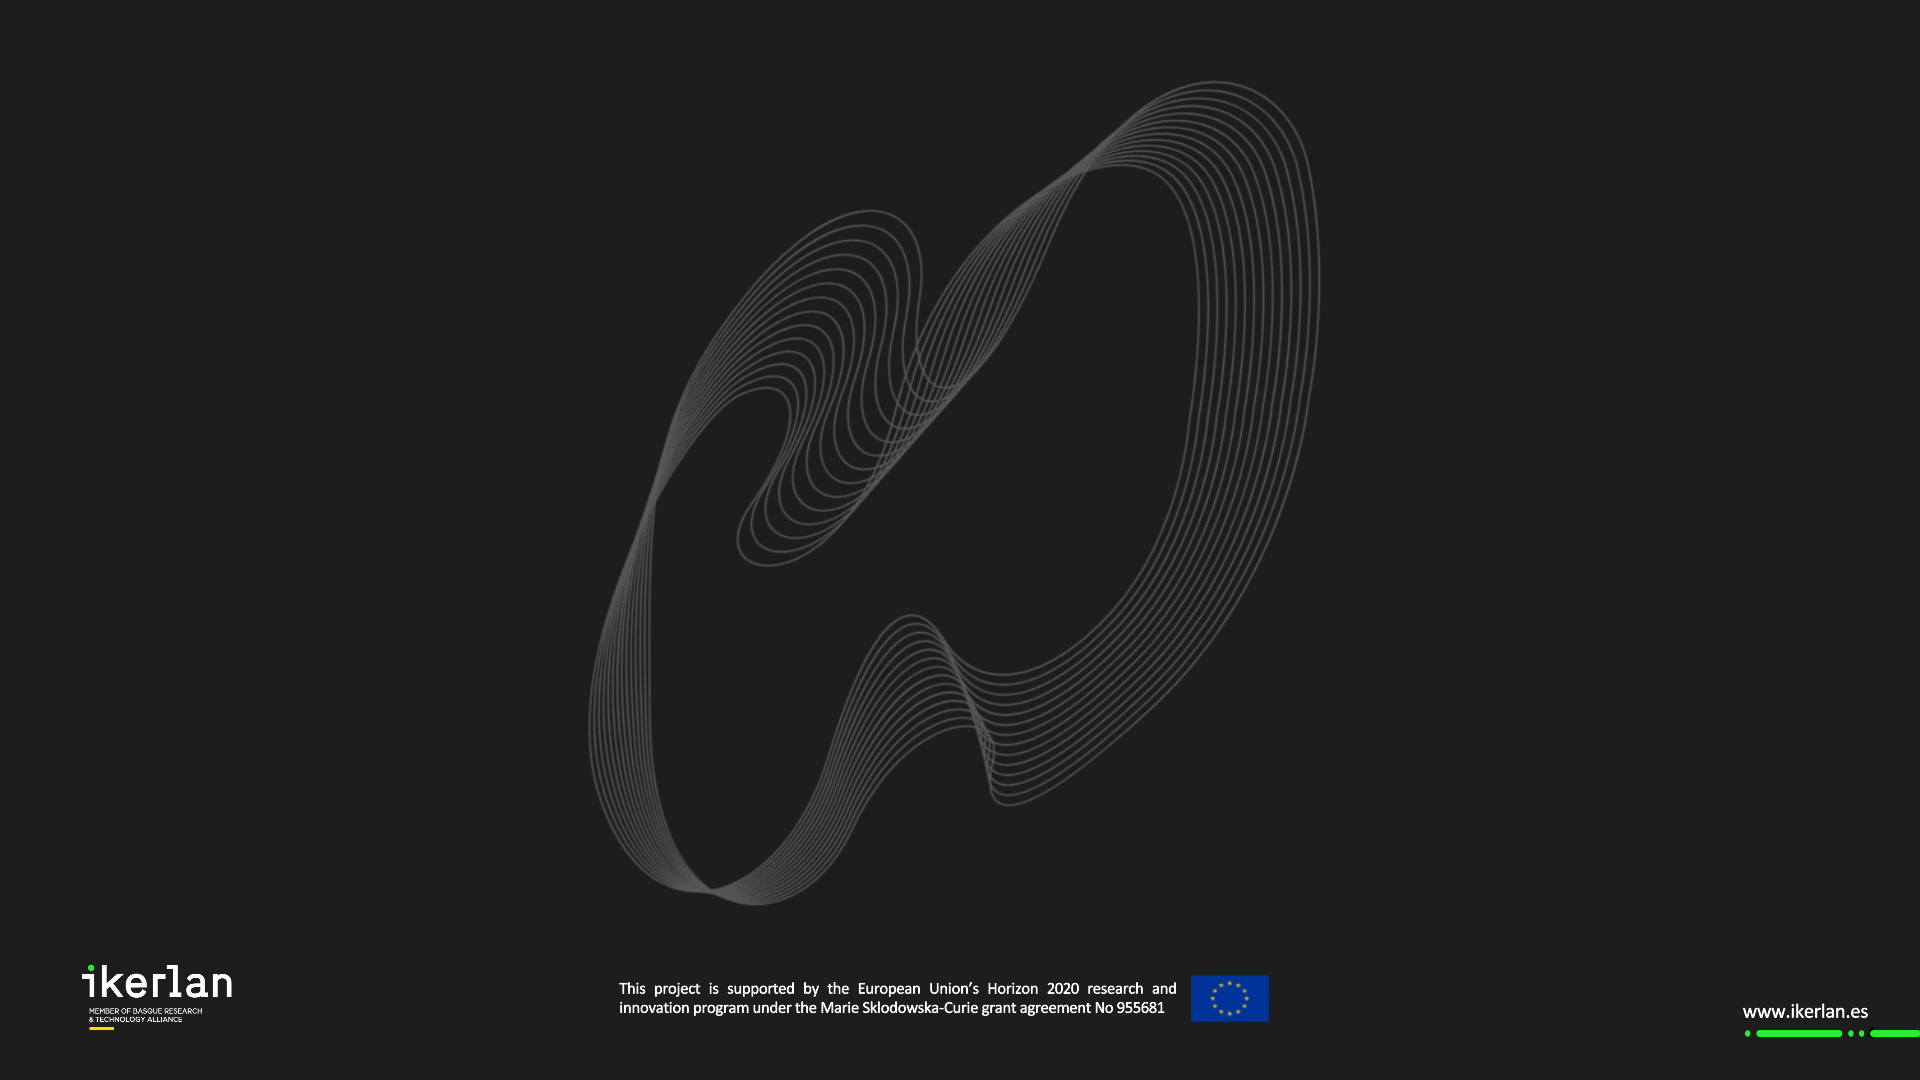 ikerlan
MEMBER OF BASQUE RESEARCH
& TECHNOLOGY ALLIANCE
This project is supported by the European Union’s Horizon 2020 research and
innovation program under the Marie Sklodowska-Curie grant agreement No 955681
www.ikerlan.es